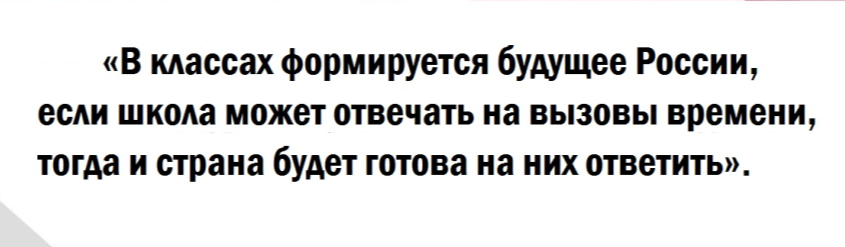 «В классах формируется будущее России,
если школа может отвечать на вызовы времени,
тогда и страна будет готова на них ответить».